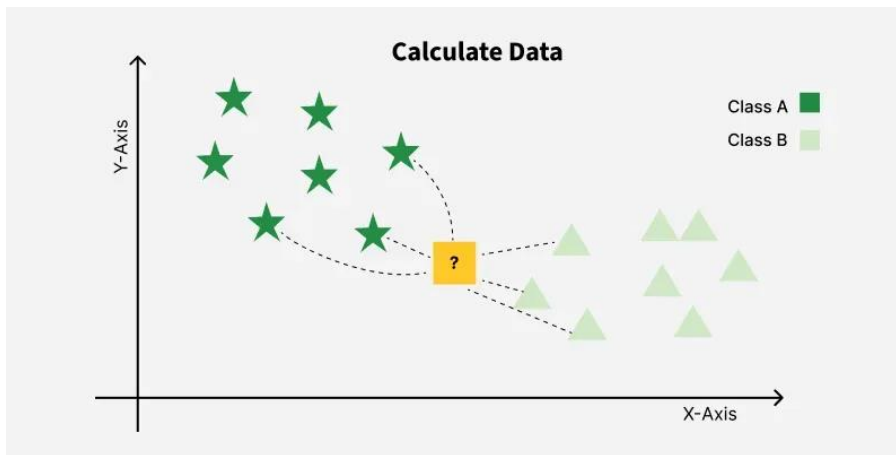 Calculate Data
Class A
Class B
Y-Axis
?
X-Axis